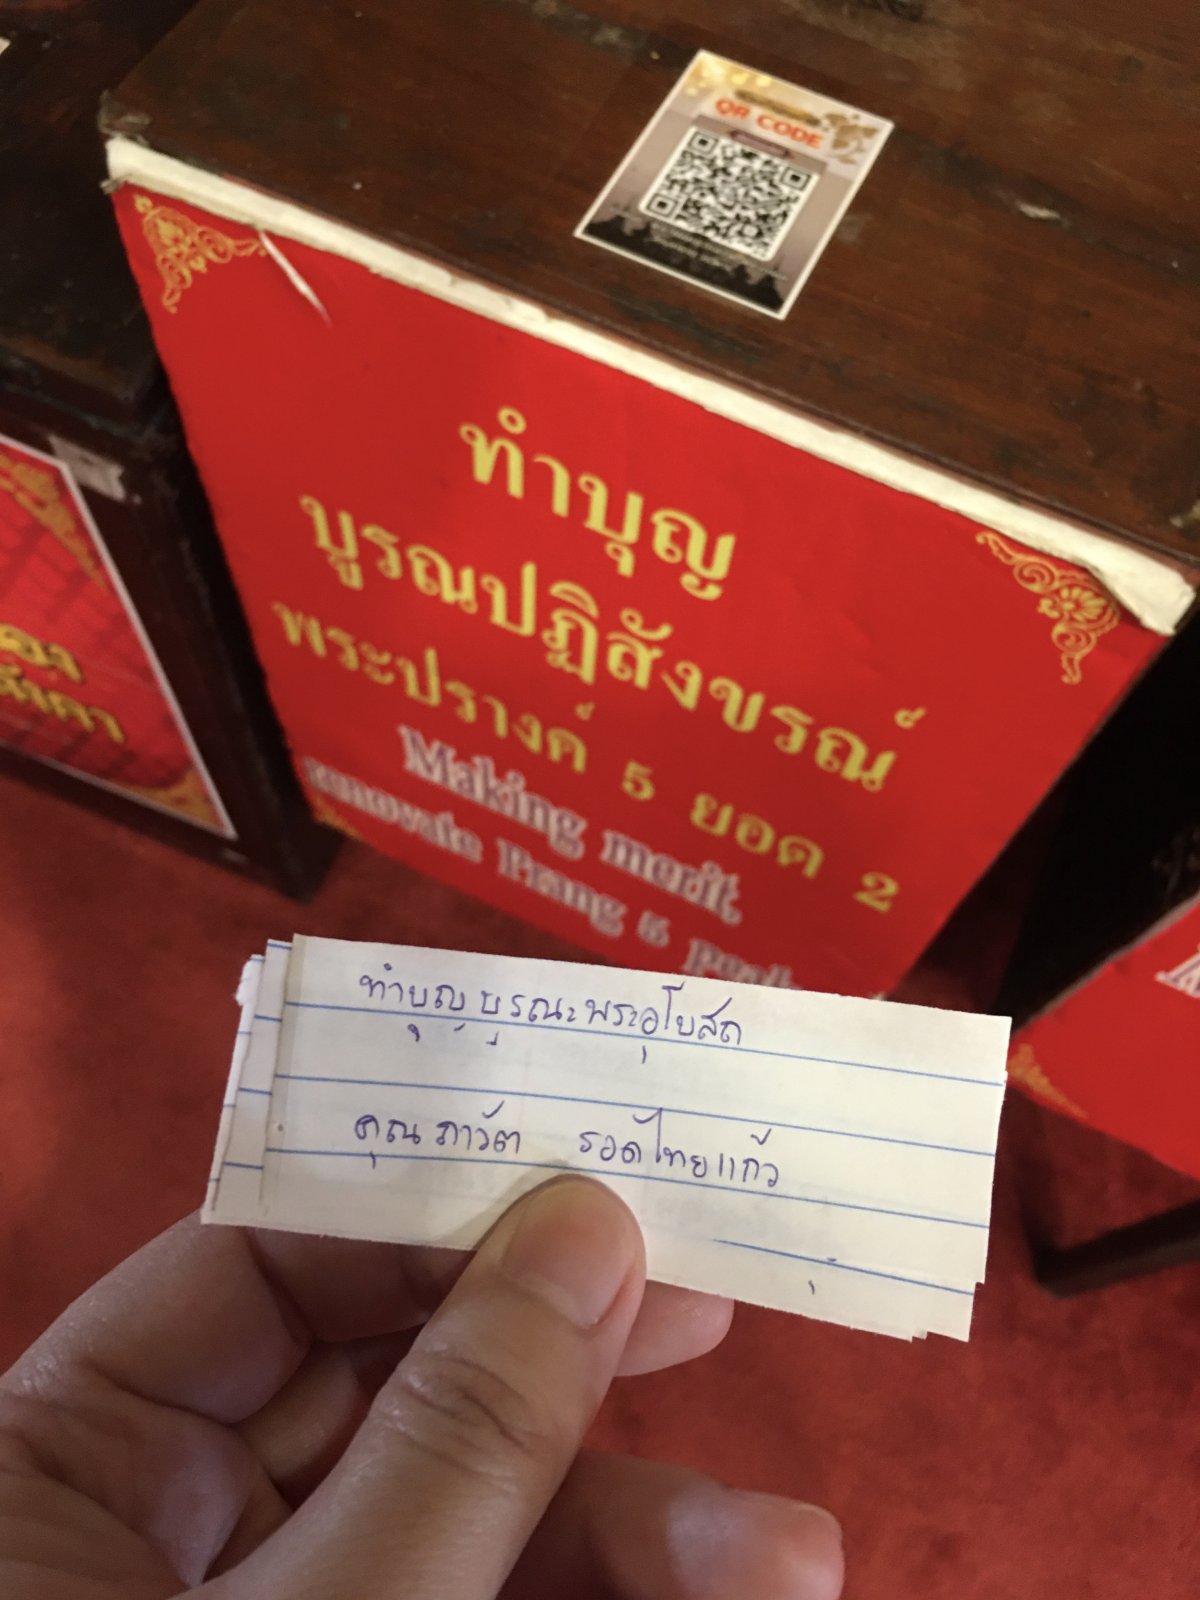 QR CODE
ทำบุญ
บูรณปฏิสังขรณ์
พระปรางค์ 5 ยอด 2
Making merit,
renovate Prang 5
ทำบุญบูรณะพระอุโบสถ
คุณภาวัต รอดไทยแก้ว